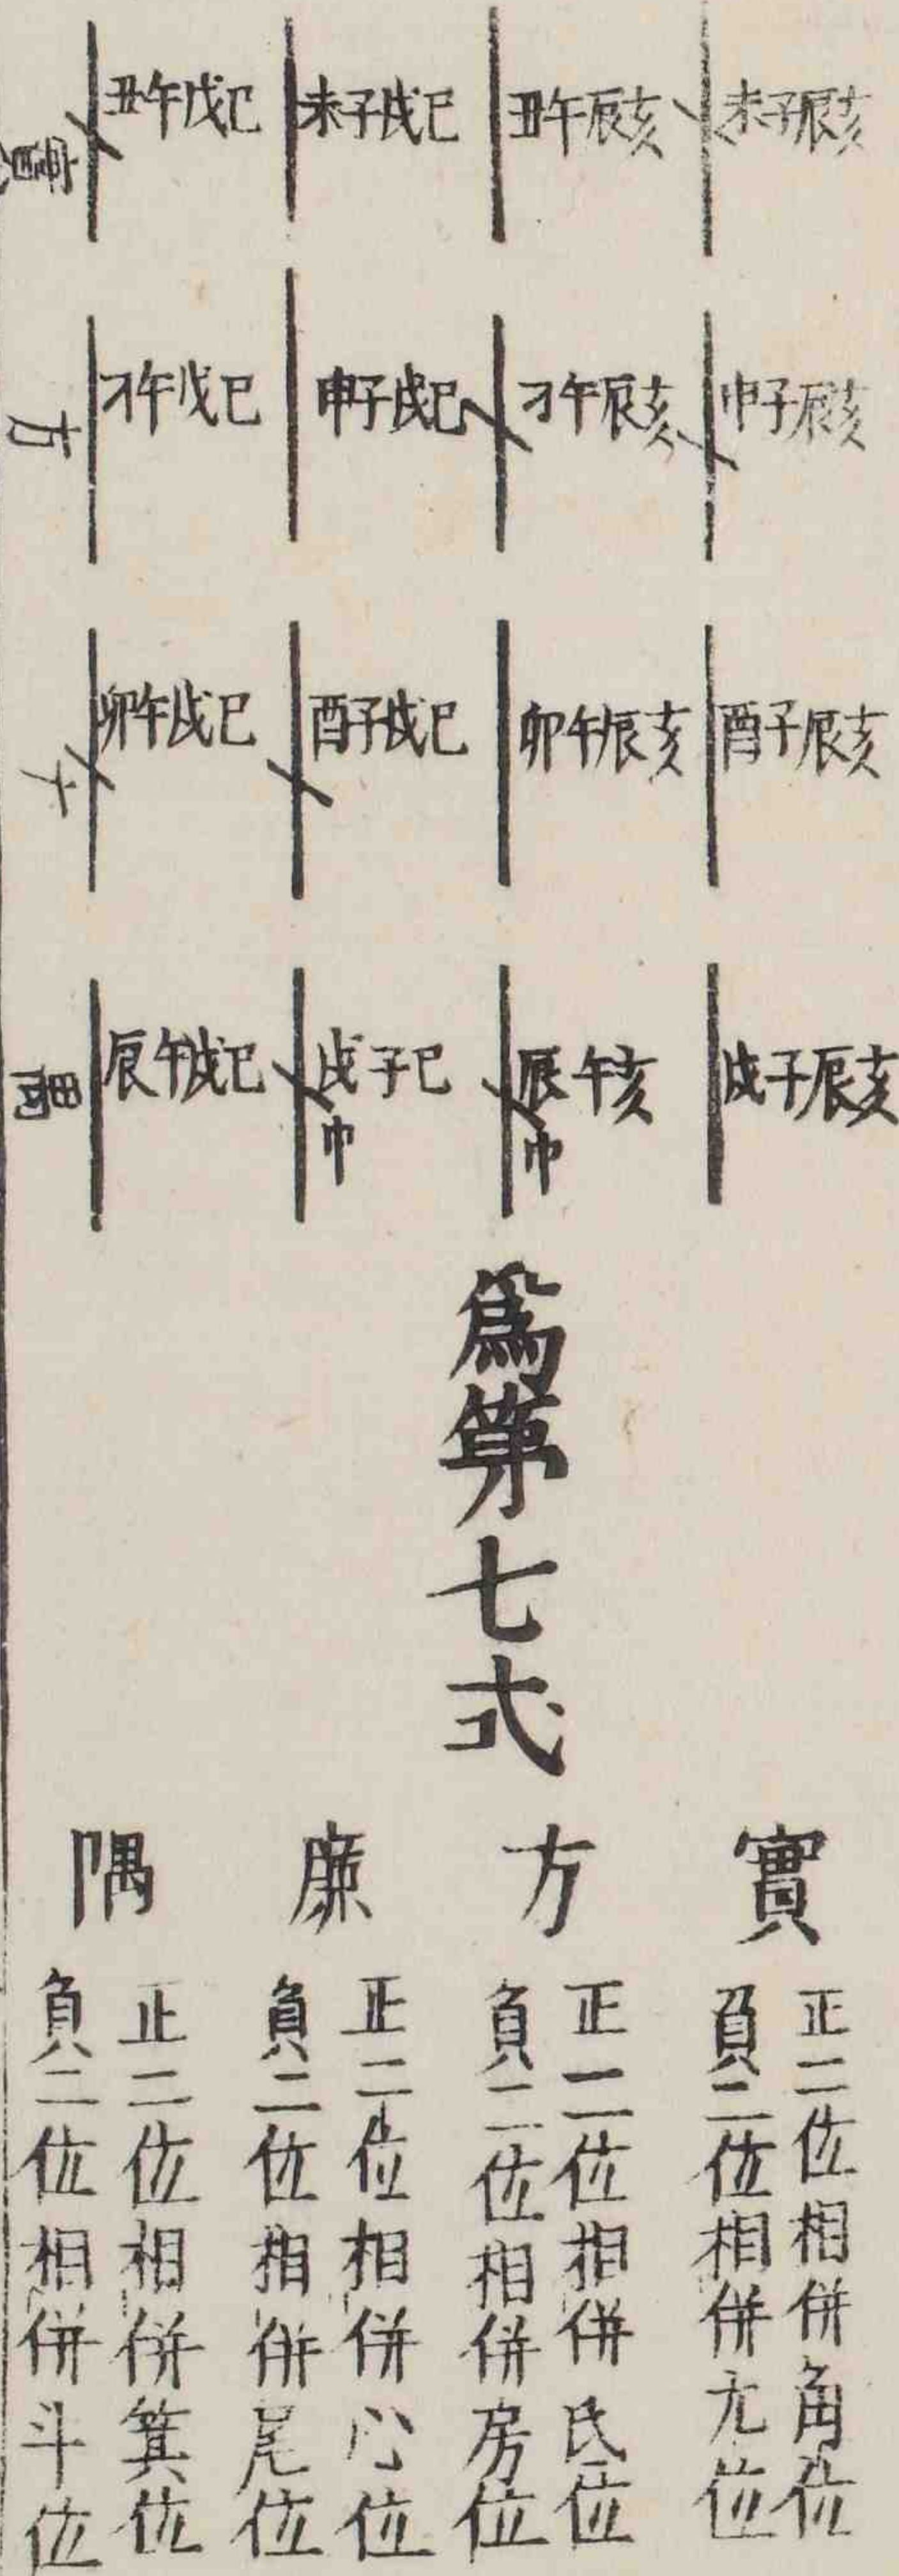 未子辰亥
丑午辰亥
未子戌巳
丑午戌巳
實
申子辰亥
才午辰亥
申子戌巳
才午戌巳
方
酉子辰亥
卯午辰亥
酉子戌巳
卯午戌巳
戌子辰亥
辰巾午亥
戌巾子巳
辰午戌巳
隅
爲第七式
實
正二位相併角位
負二位相併亢位
方
正二位相併氐位
負二位相併房位
廉
正二位相併心位
負二位相併尾位
隅
正二位相併箕位
負二位相併斗位